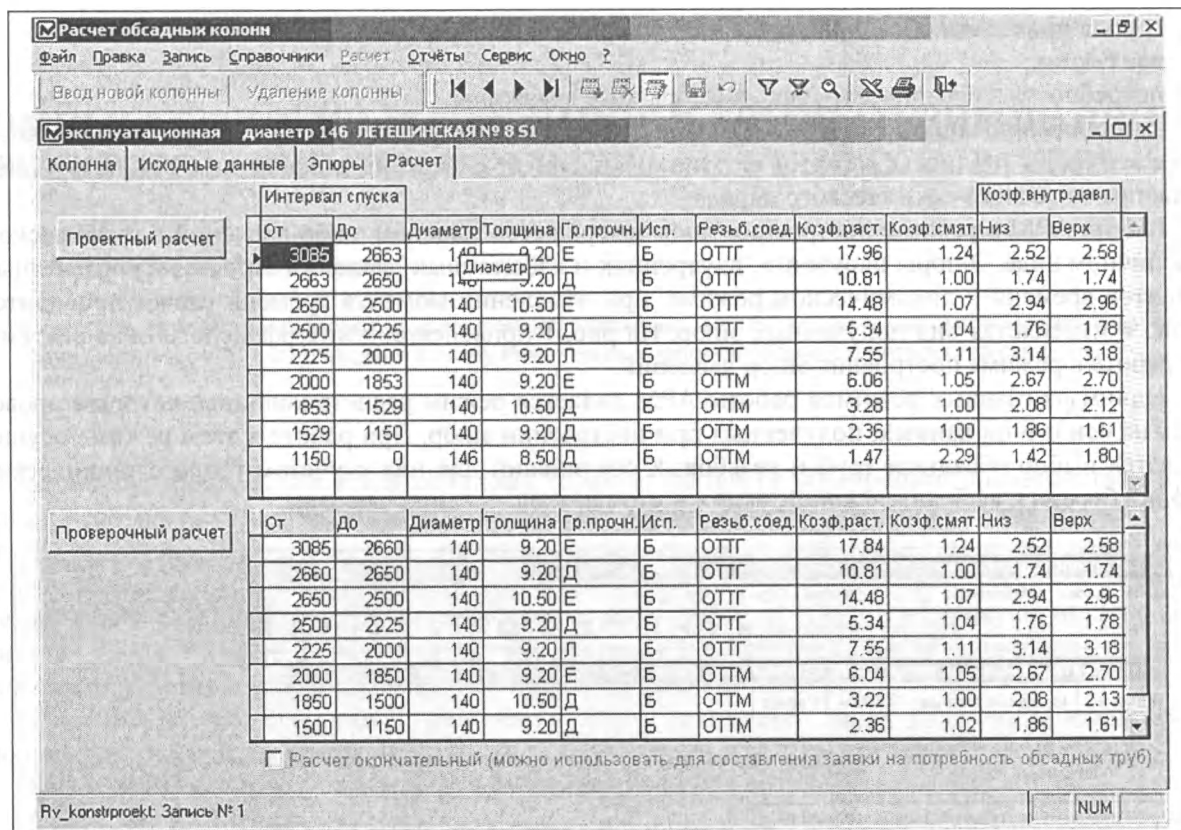 Расчет обсадных колонн
Файл Правка Запись Справочники Расчет Отчёты Сервис Окно ?
Ввод новой колонны Удаление колонны
эксплуатационная диаметр 146 ЛЕТЕШИНСКАЯ № 8 S1
Колонна Исходные данные Эпюры Расчет
Интервал спуска Коэф.внутр.давл.
Проектный расчет
От До Диаметр Толщина Гр.прочн. Исп. Резьб.соед. Коэф.раст. Коэф.смят. Низ Верх
3085 2663 140 9.20 Е Б ОТТГ 17.96 1.24 2.52 2.58
Диаметр
2663 2650 140 9.20 Д Б ОТТГ 10.81 1.00 1.74 1.74
2650 2500 140 10.50 Е Б ОТТГ 14.48 1.07 2.94 2.96
2500 2225 140 9.20 Д Б ОТТГ 5.34 1.04 1.76 1.78
2225 2000 140 9.20 Л Б ОТТГ 7.55 1.11 3.14 3.18
2000 1853 140 9.20 Е Б ОТТМ 6.06 1.05 2.67 2.70
1853 1529 140 10.50 Д Б ОТТМ 3.28 1.00 2.08 2.12
1529 1150 140 9.20 Д Б ОТТМ 2.36 1.00 1.86 1.61
1150 0 146 8.50 Д Б ОТТМ 1.47 2.29 1.42 1.80
Проверочный расчет
От До Диаметр Толщина Гр.прочн. Исп. Резьб.соед. Коэф.раст. Коэф.смят. Низ Верх
3085 2660 140 9.20 Е Б ОТТГ 17.84 1.24 2.52 2.58
2660 2650 140 9.20 Д Б ОТТГ 10.81 1.00 1.74 1.74
2650 2500 140 10.50 Е Б ОТТГ 14.48 1.07 2.94 2.96
2500 2225 140 9.20 Д Б ОТТГ 5.34 1.04 1.76 1.78
2225 2000 140 9.20 Л Б ОТТГ 7.55 1.11 3.14 3.18
2000 1850 140 9.20 Е Б ОТТМ 6.04 1.05 2.67 2.70
1850 1500 140 10.50 Д Б ОТТМ 3.22 1.00 2.08 2.13
1500 1150 140 9.20 Д Б ОТТМ 2.36 1.02 1.86 1.61
Расчет окончательный (можно использовать для составления заявки на потребность обсадных труб)
Rv_konstrproekt: Запись № 1 NUM